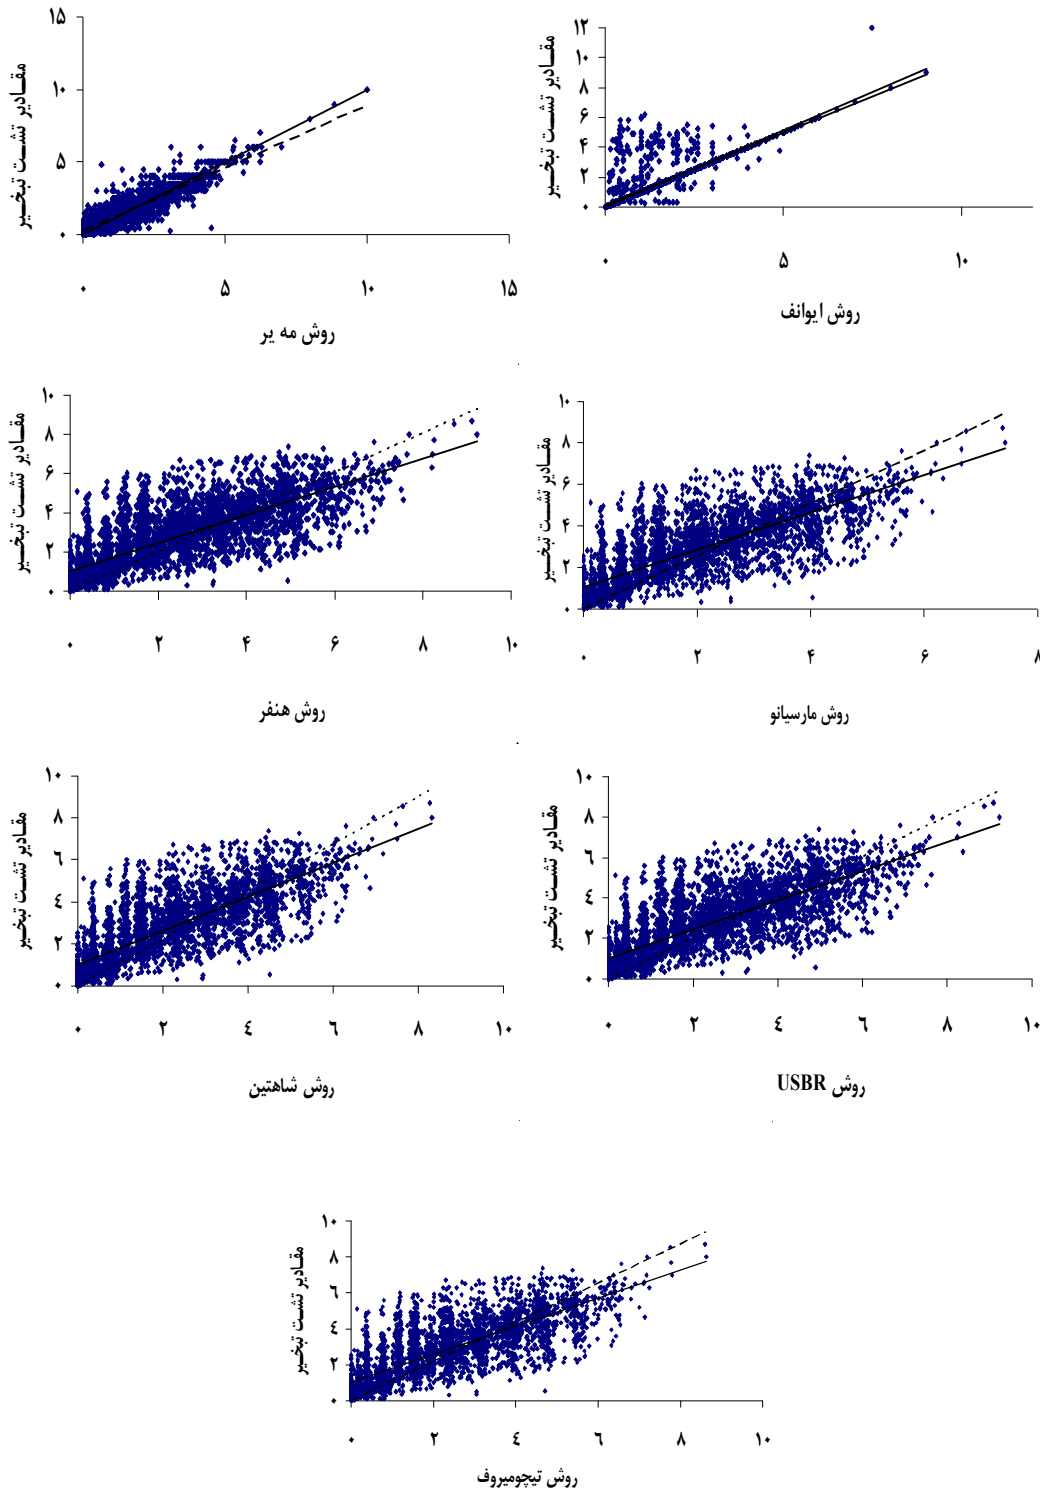 مقادیر تشت تبخیر
۱۵
۱۰
۵
۰
۰ ۵ ۱۰ ۱۵
روش مه یر
مقادیر تشت تبخیر
۱۲
۱۰
۸
۶
۴
۲
۰
۰ ۵ ۱۰
روش ایوانف
مقادیر تشت تبخیر
۱۰
۸
۶
۴
۲
۰
۰ ۲ ۴ ۶ ۸ ۱۰
روش هنفر
مقادیر تشت تبخیر
۱۰
۸
۶
۴
۲
۰
۰ ۲ ۴ ۶ ۸
روش مارسیانو
مقادیر تشت تبخیر
۱۰
۸
٦
٤
۲
۰
۰ ۲ ٤ ٦ ۸ ۱۰
روش شاهتین
مقادیر تشت تبخیر
۱۰
۸
٦
٤
۲
۰
۰ ۲ ٤ ٦ ۸ ۱۰
روش USBR
مقادیر تشت تبخیر
۱۰
۸
٦
٤
۲
۰
۰ ۲ ٤ ٦ ۸ ۱۰
روش تیچومیروف